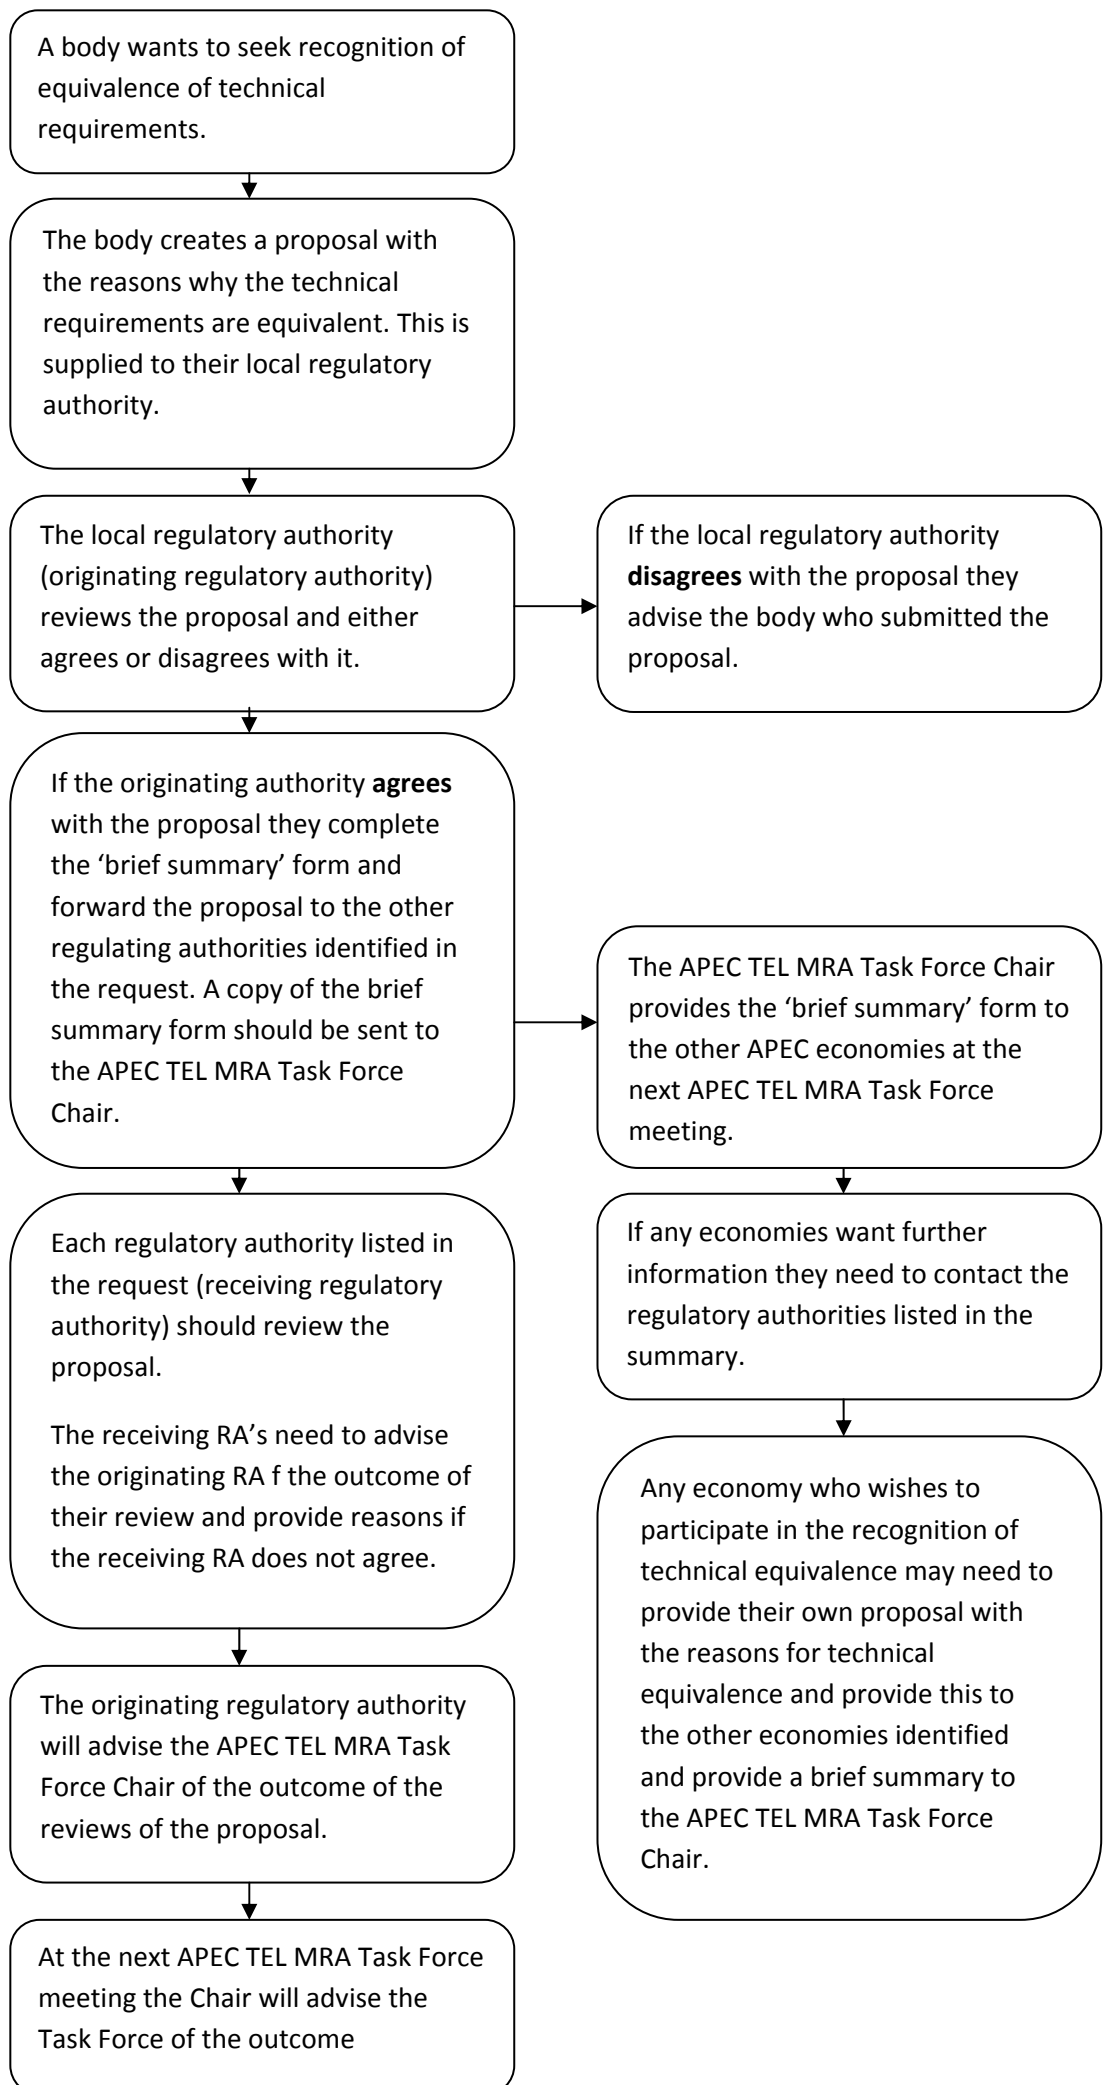 A body wants to seek recognition of
equivalence of technical
requirements.
The body creates a proposal with
the reasons why the technical
requirements are equivalent. This is
supplied to their local regulatory
authority.
The local regulatory authority
(originating regulatory authority)
reviews the proposal and either
agrees or disagrees with it.
If the local regulatory authority
disagrees with the proposal they
advise the body who submitted the
proposal.
If the originating authority agrees
with the proposal they complete
the ‘brief summary’ form and
forward the proposal to the other
regulating authorities identified in
the request. A copy of the brief
summary form should be sent to
the APEC TEL MRA Task Force
Chair.
The APEC TEL MRA Task Force Chair
provides the ‘brief summary’ form to
the other APEC economies at the
next APEC TEL MRA Task Force
meeting.
Each regulatory authority listed in
the request (receiving regulatory
authority) should review the
proposal.
The receiving RA’s need to advise
the originating RA f the outcome of
their review and provide reasons if
the receiving RA does not agree.
If any economies want further
information they need to contact the
regulatory authorities listed in the
summary.
Any economy who wishes to
participate in the recognition of
technical equivalence may need to
provide their own proposal with
the reasons for technical
equivalence and provide this to
the other economies identified
and provide a brief summary to
the APEC TEL MRA Task Force
Chair.
The originating regulatory authority
will advise the APEC TEL MRA Task
Force Chair of the outcome of the
reviews of the proposal.
At the next APEC TEL MRA Task Force
meeting the Chair will advise the
Task Force of the outcome